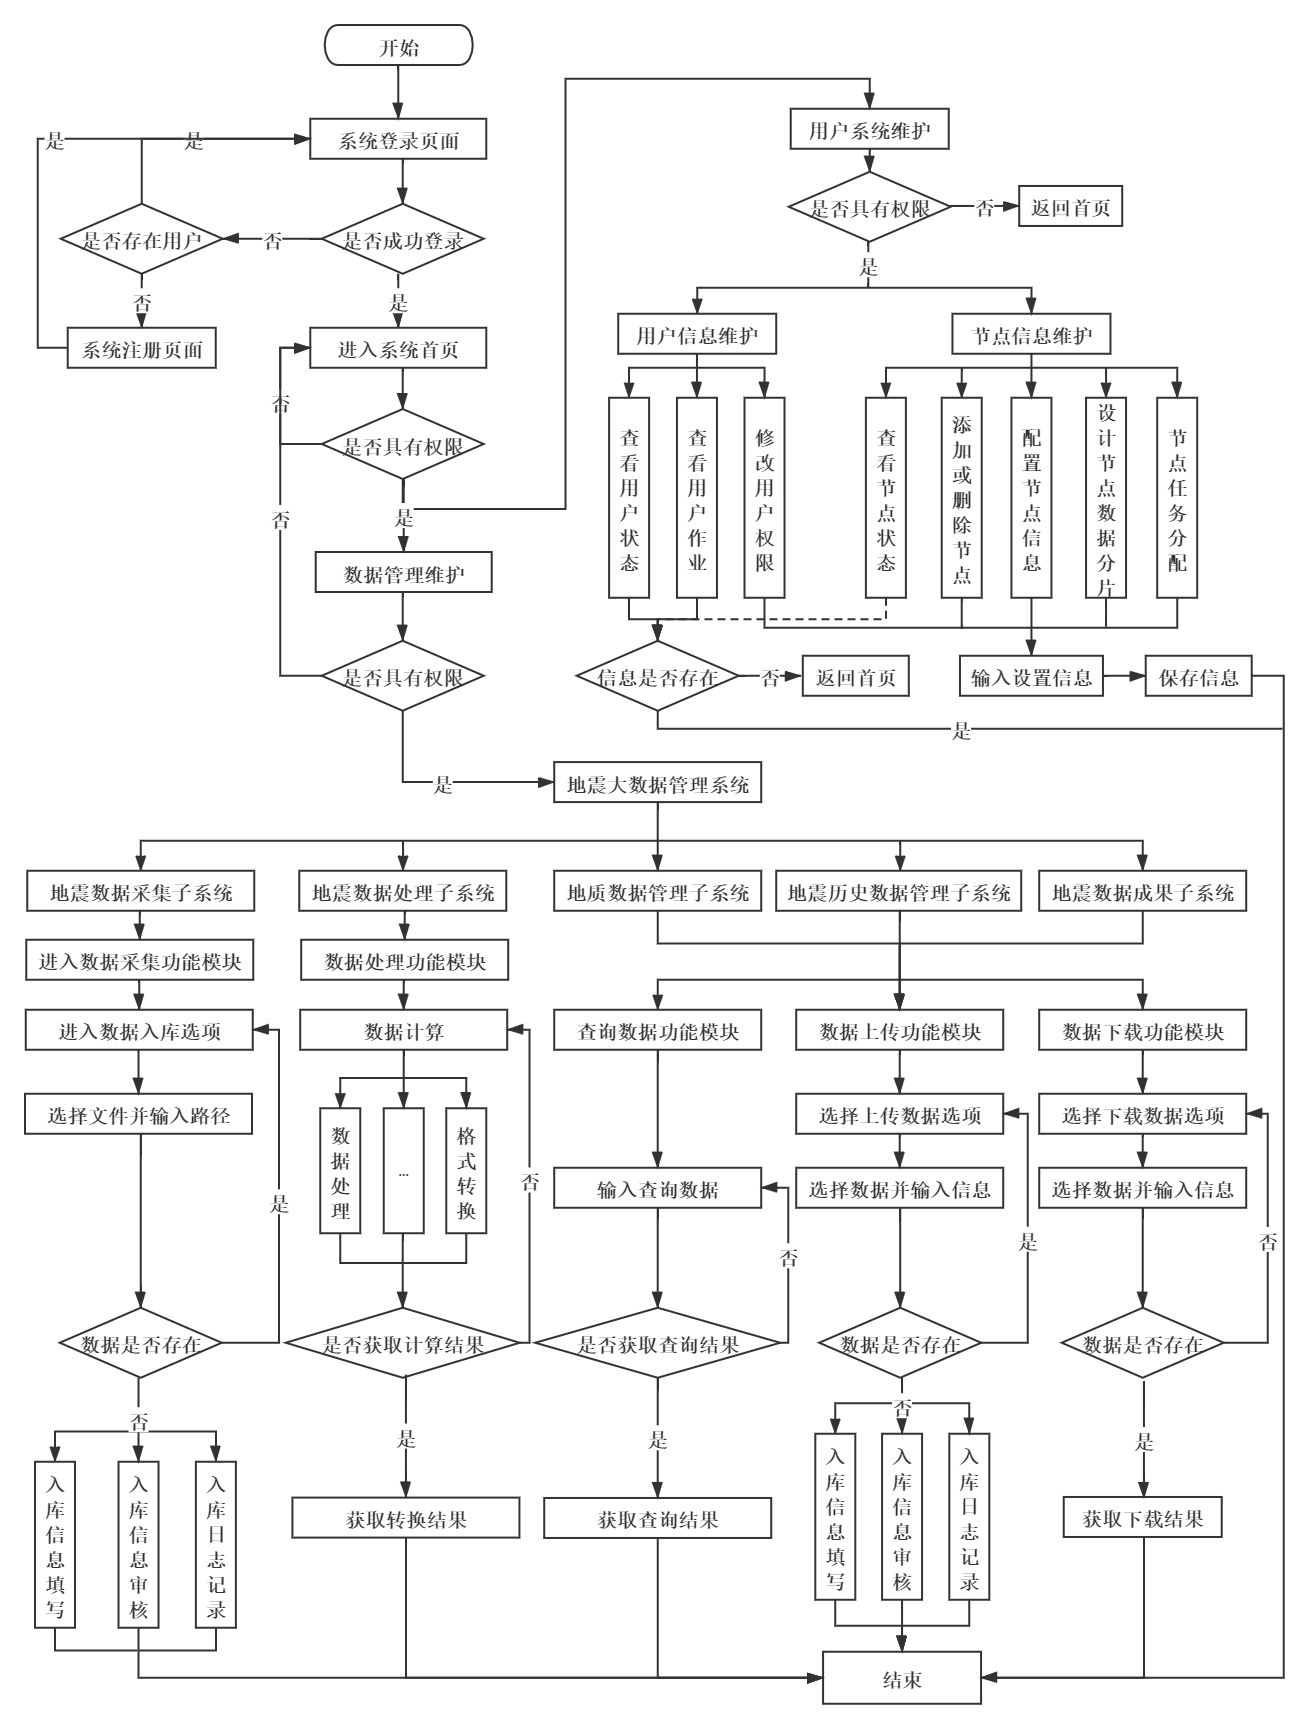 开始
系统登录页面
是
是
是否存在用户
否
是否成功登录
否
是
系统注册页面
进入系统首页
否
是否具有权限
否
是
数据管理维护
是否具有权限
是
用户系统维护
是否具有权限
否
返回首页
是
用户信息维护
节点信息维护
查看用户状态
查看用户作业
修改用户权限
查看节点状态
添加或删除节点
配置节点信息
设计节点数据分片
节点任务分配
信息是否存在
否
返回首页
输入设置信息
保存信息
是
地震大数据管理系统
地震数据采集子系统
地震数据处理子系统
地质数据管理子系统
地震历史数据管理子系统
地震数据成果子系统
进入数据采集功能模块
数据处理功能模块
进入数据入库选项
数据计算
查询数据功能模块
数据上传功能模块
数据下载功能模块
选择文件并输入路径
数据处理
...
格式转换
选择上传数据选项
选择下载数据选项
是
否
输入查询数据
选择数据并输入信息
选择数据并输入信息
否
是
否
数据是否存在
是否获取计算结果
是否获取查询结果
数据是否存在
数据是否存在
否
是
是
否
是
入库信息填写
入库信息审核
入库日志记录
获取转换结果
获取查询结果
入库信息填写
入库信息审核
入库日志记录
获取下载结果
结束